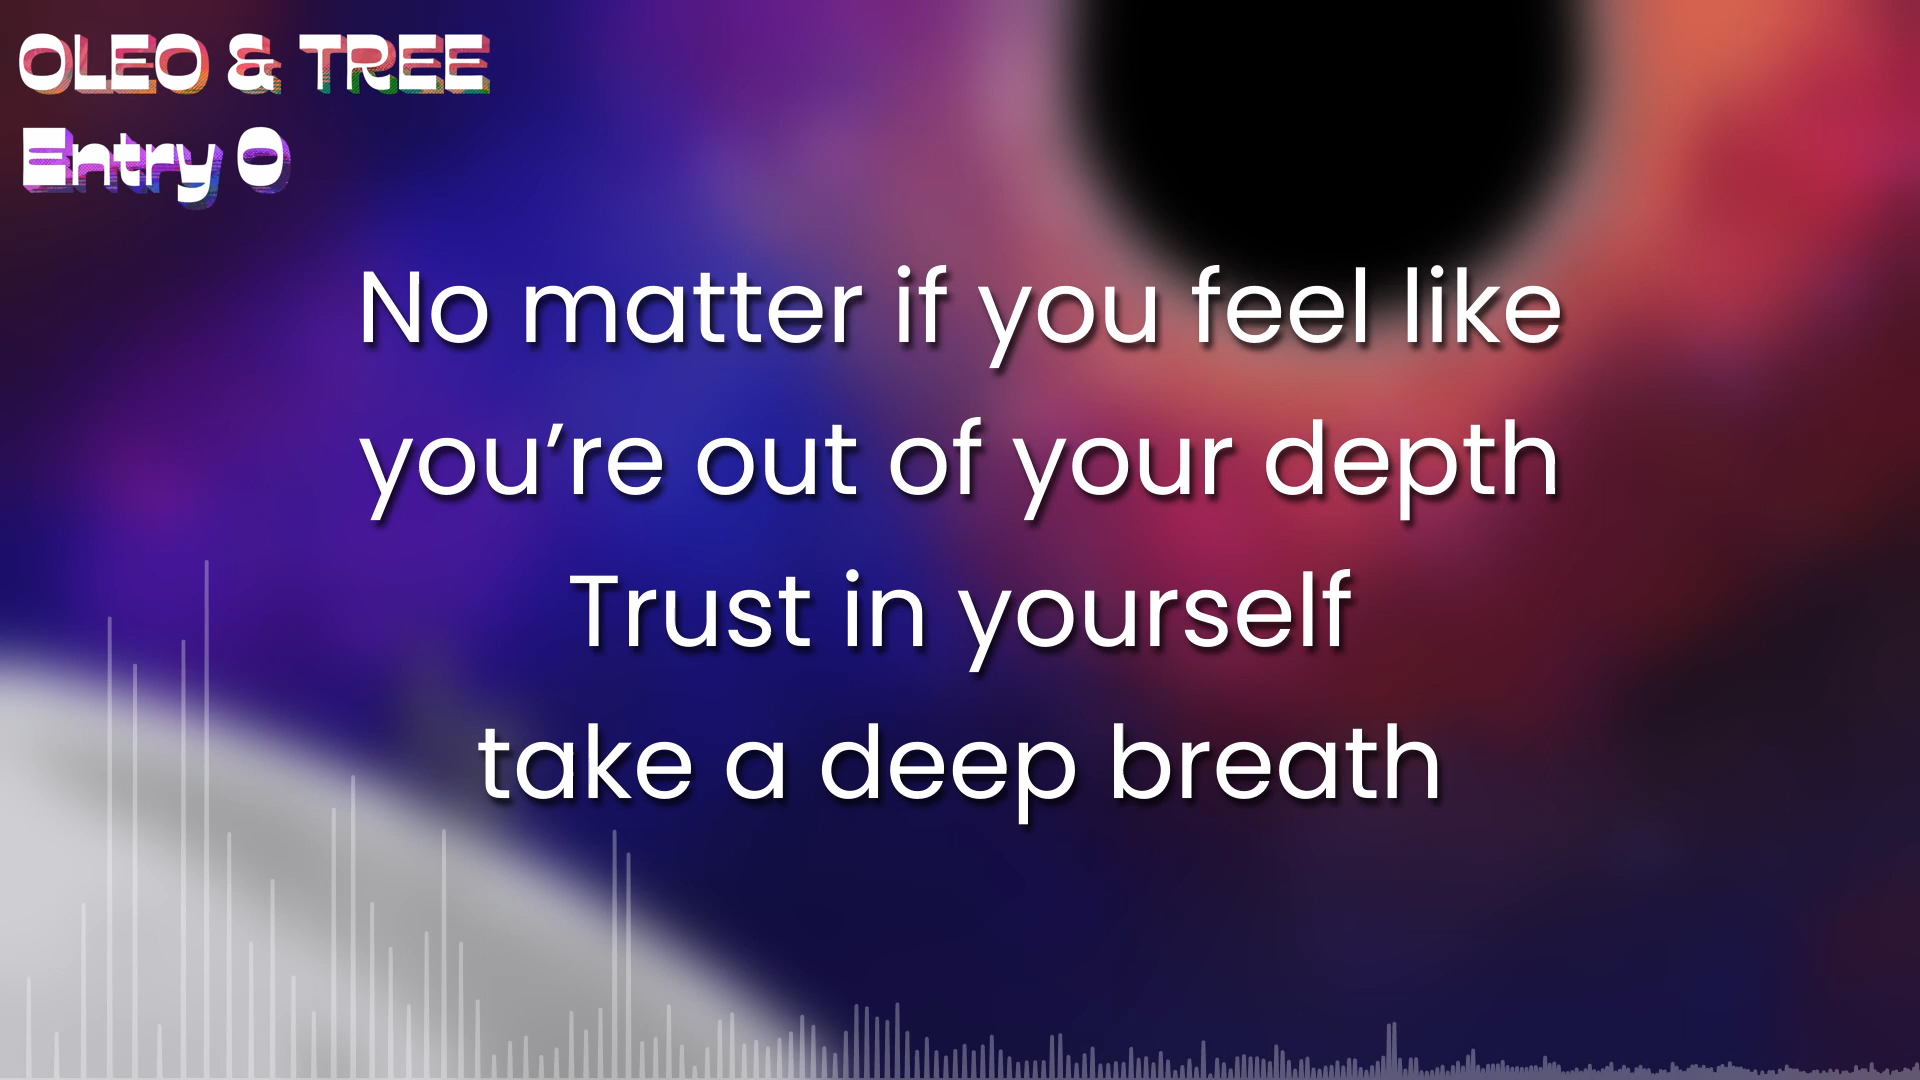 OLEO & TREE
Entry 0
No matter if you feel like
you’re out of your depth
Trust in yourself
take a deep breath